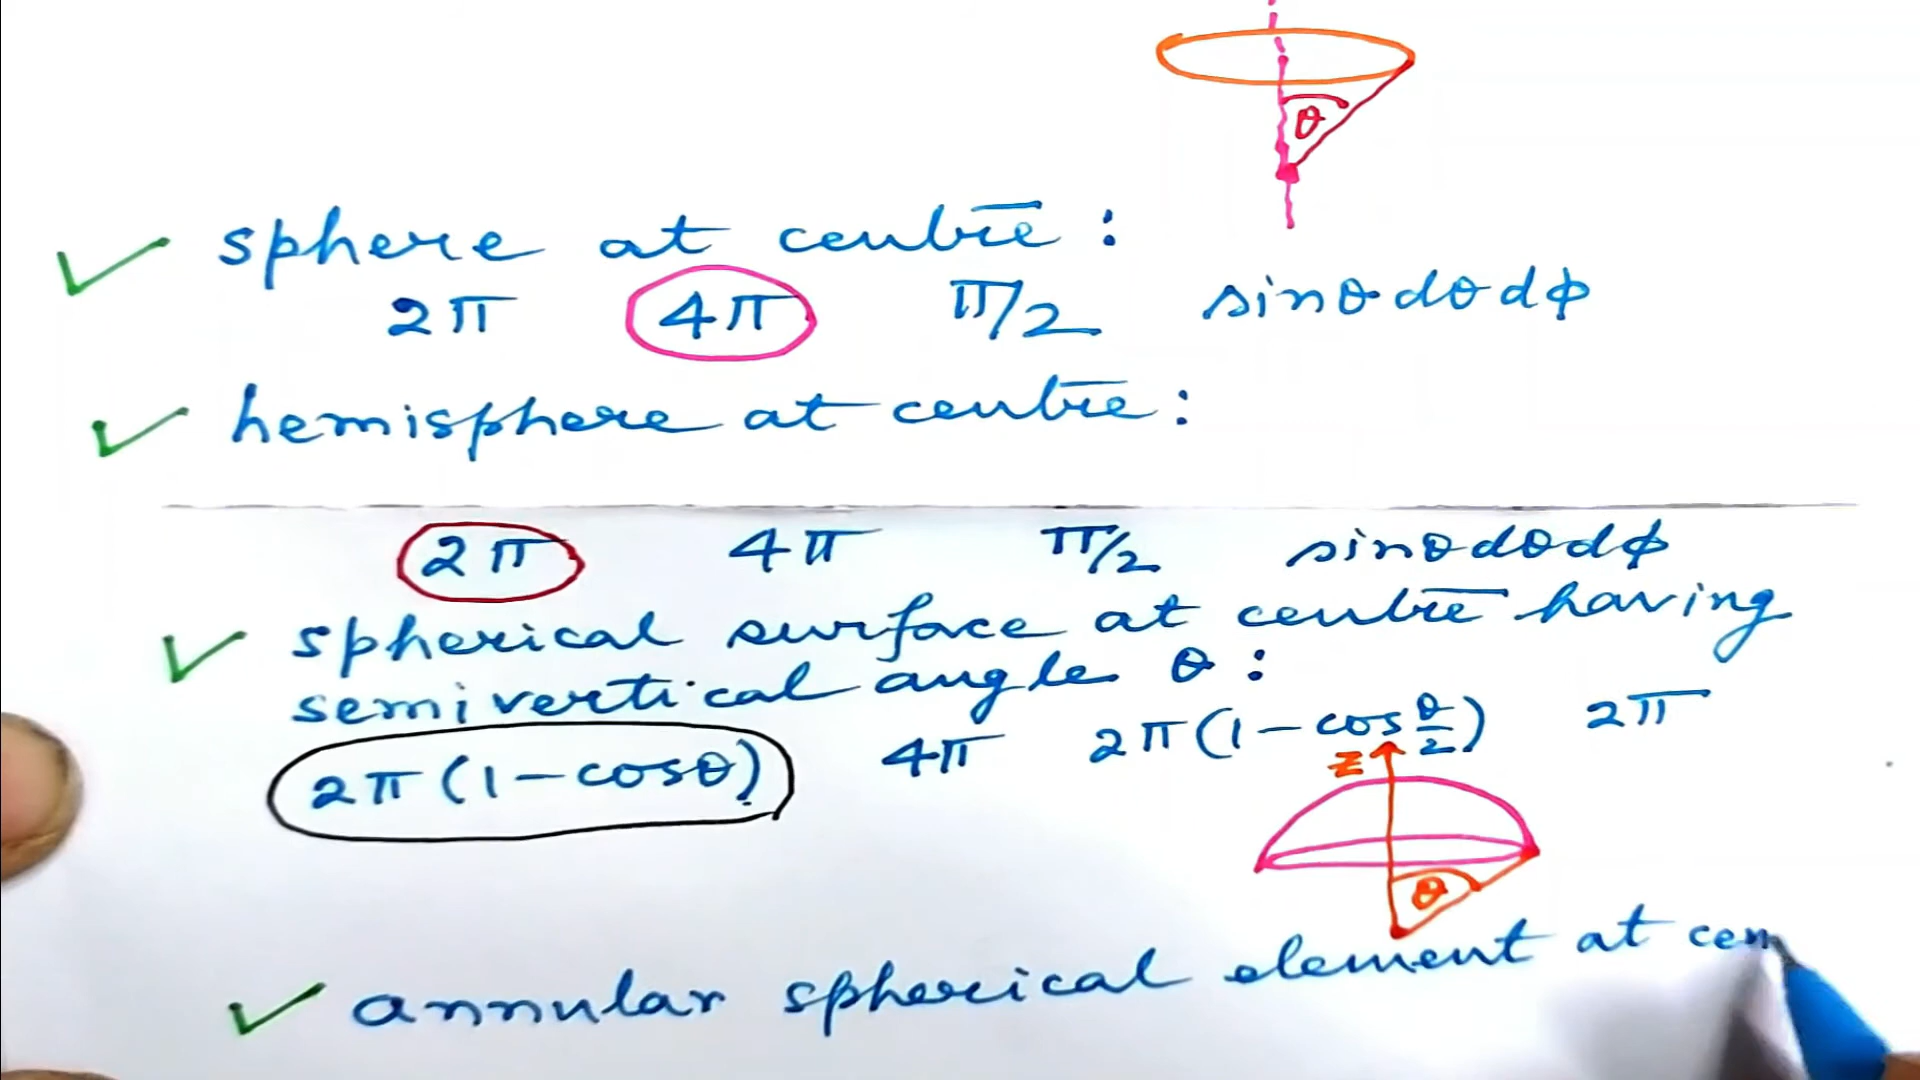 θ
✓ sphere at centre :
2π 4π π/2 sinθdθdφ
✓ hemisphere at centre :
2π 4π π/2 sinθdθdφ
✓ spherical surface at centre having
semivertical angle θ :
2π(1-cosθ) 4π 2π(1-cos θ/2) 2π
z
θ
✓ annular spherical element at cen